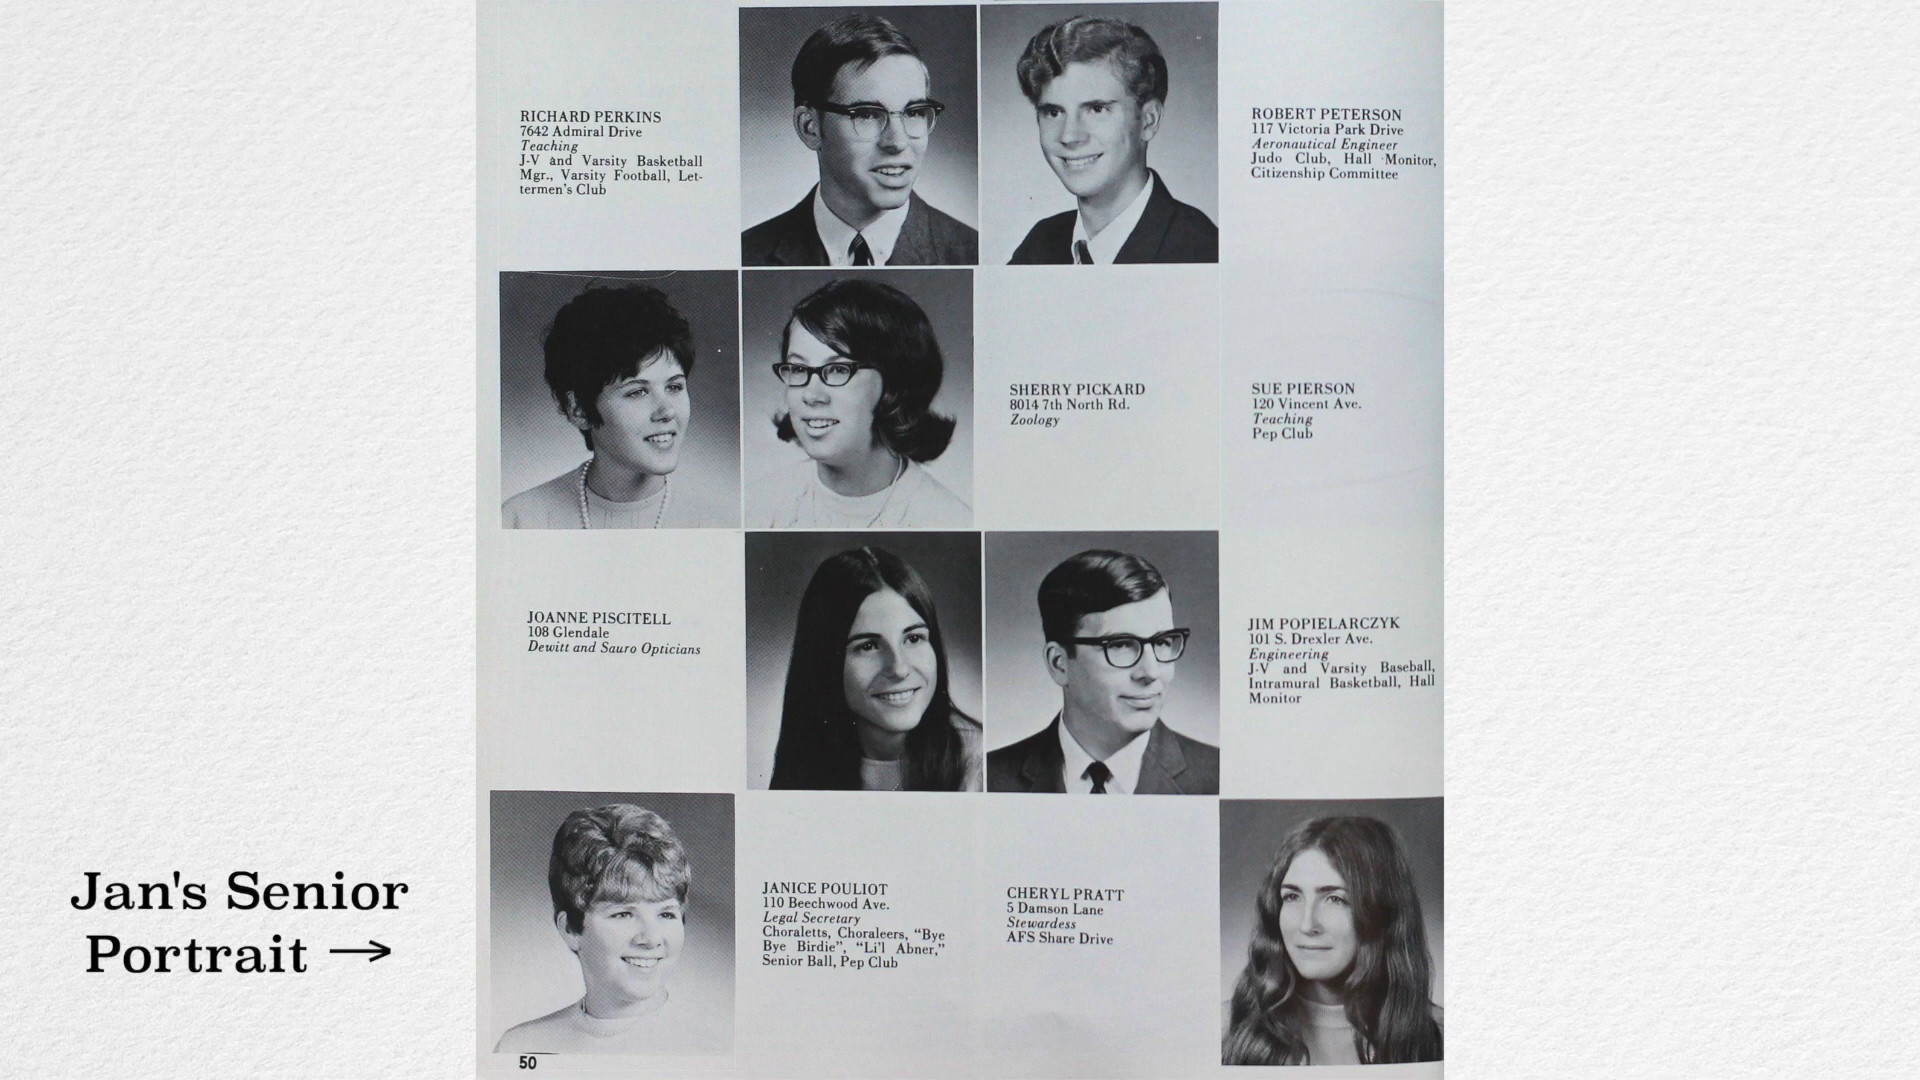 RICHARD PERKINS
7642 Admiral Drive
Teaching
J-V and Varsity Basketball
Mgr., Varsity Football, Let-
termen's Club
ROBERT PETERSON
117 Victoria Park Drive
Aeronautical Engineer
Judo Club, Hall Monitor,
Citizenship Committee
SHERRY PICKARD
8014 7th North Rd.
Zoology
SUE PIERSON
120 Vincent Ave.
Teaching
Pep Club
JOANNE PISCITELL
108 Glendale
Dewitt and Sauro Opticians
JIM POPIELARCZYK
101 S. Drexler Ave.
Engineering
J-V and Varsity Baseball,
Intramural Basketball, Hall
Monitor
Jan's Senior
Portrait →
JANICE POULIOT
110 Beechwood Ave.
Legal Secretary
Choraletts, Choraleers, "Bye
Bye Birdie", "Li'l Abner,"
Senior Ball, Pep Club
CHERYL PRATT
5 Damson Lane
Stewardess
AFS Share Drive
50